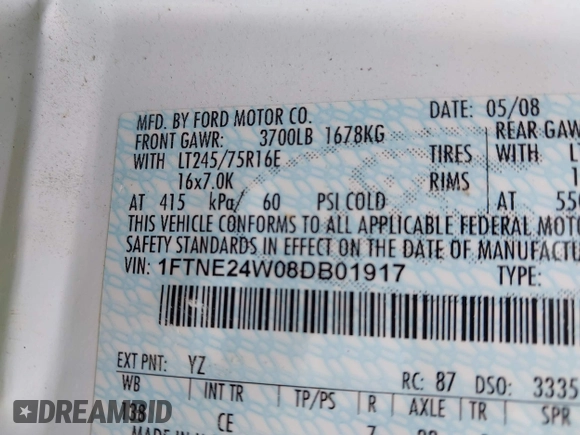 MFD. BY FORD MOTOR CO.
DATE: 05/08
FRONT GAWR: 3700LB 1678KG
REAR GAW
WITH LT245/75R16E
TIRES
WITH LT
16x7.0K
RIMS
AT 415 kPa/ 60 PSI COLD
AT 550
THIS VEHICLE CONFORMS TO ALL APPLICABLE FEDERAL MOTO
SAFETY STANDARDS IN EFFECT ON THE DATE OF MANUFACTU
VIN: 1FTNE24W08DB01917
TYPE:
EXT PNT: YZ
RC: 87 DSO: 3335
WB
INT TR
TP/PS
R
AXLE
TR
SPR
138
CE
DREAMBID